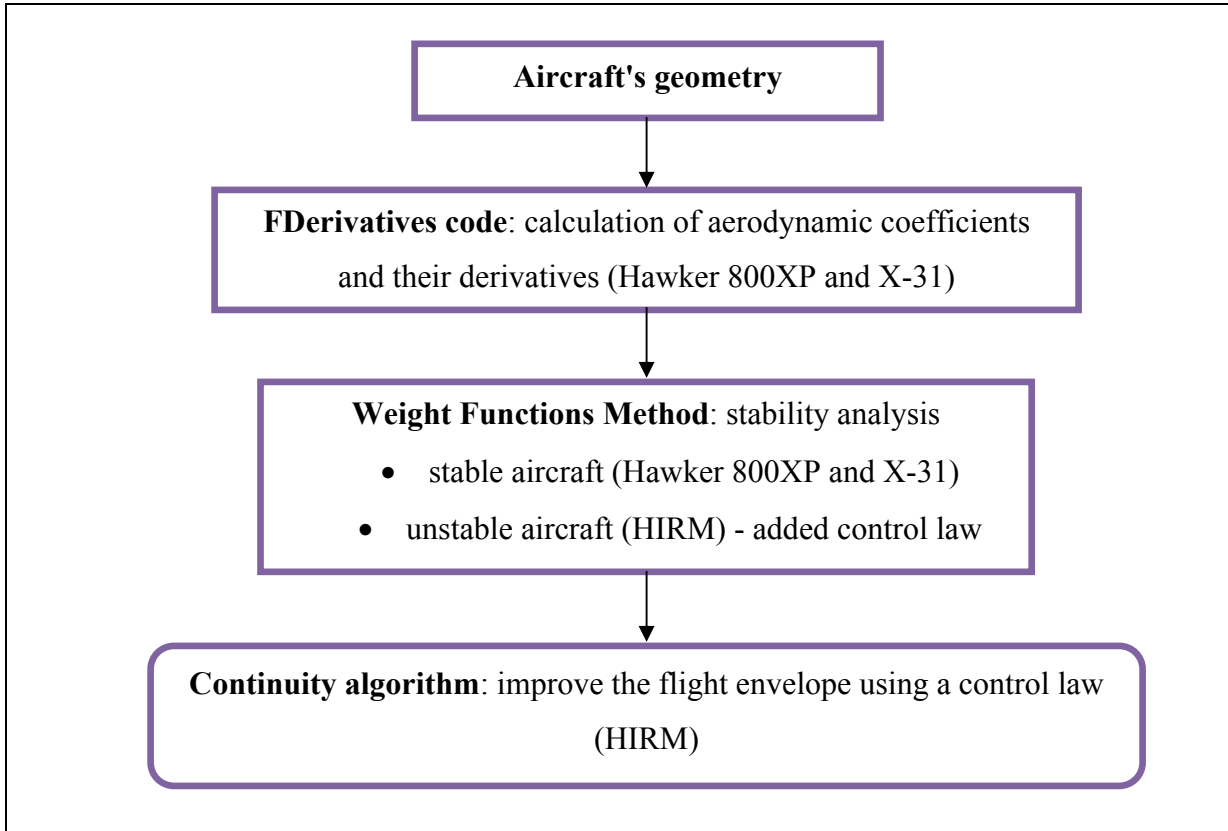 Aircraft's geometry
FDerivatives code: calculation of aerodynamic coefficients
and their derivatives (Hawker 800XP and X-31)
Weight Functions Method: stability analysis
• stable aircraft (Hawker 800XP and X-31)
• unstable aircraft (HIRM) - added control law
Continuity algorithm: improve the flight envelope using a control law
(HIRM)